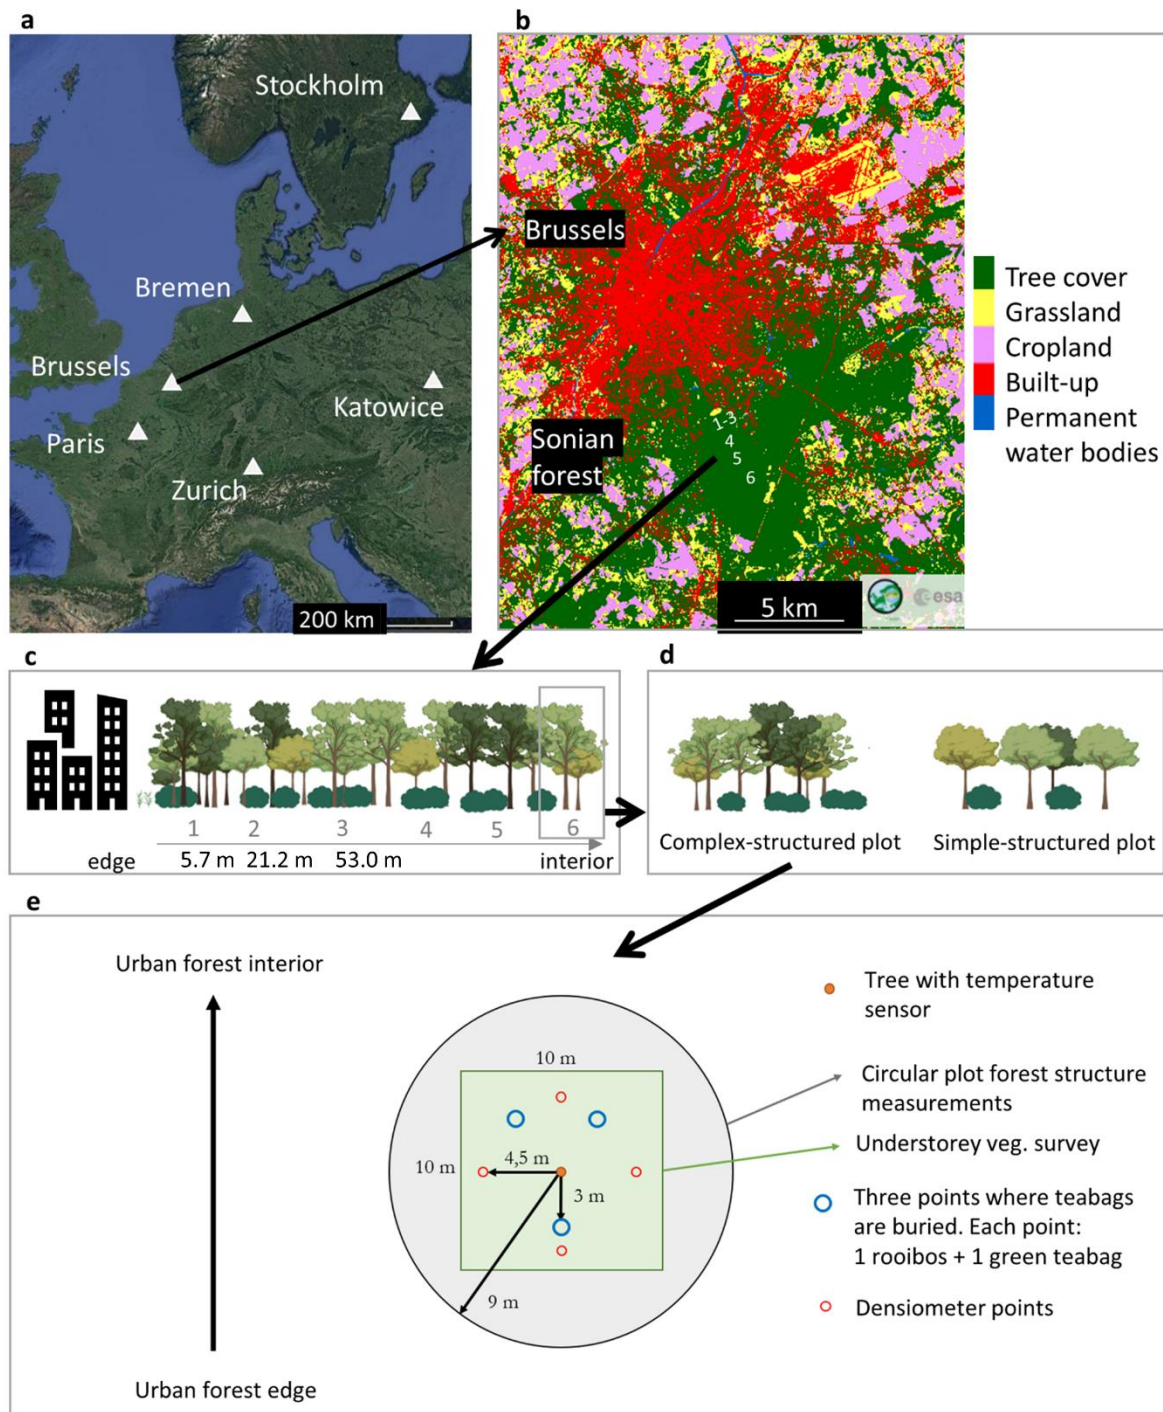 a
Stockholm
Bremen
Brussels
Paris
Katowice
Zurich
200 km
b
Brussels
Sonian
forest
1-3
4
5
6
5 km
esa
Tree cover
Grassland
Cropland
Built-up
Permanent
water bodies
c
1 2 3 4 5 6
edge 5.7 m 21.2 m 53.0 m interior
d
Complex-structured plot
Simple-structured plot
e
Urban forest interior
Urban forest edge
10 m
10 m
4,5 m
3 m
9 m
Tree with temperature
sensor
Circular plot forest structure
measurements
Understorey veg. survey
Three points where teabags
are buried. Each point:
1 rooibos + 1 green teabag
Densiometer points